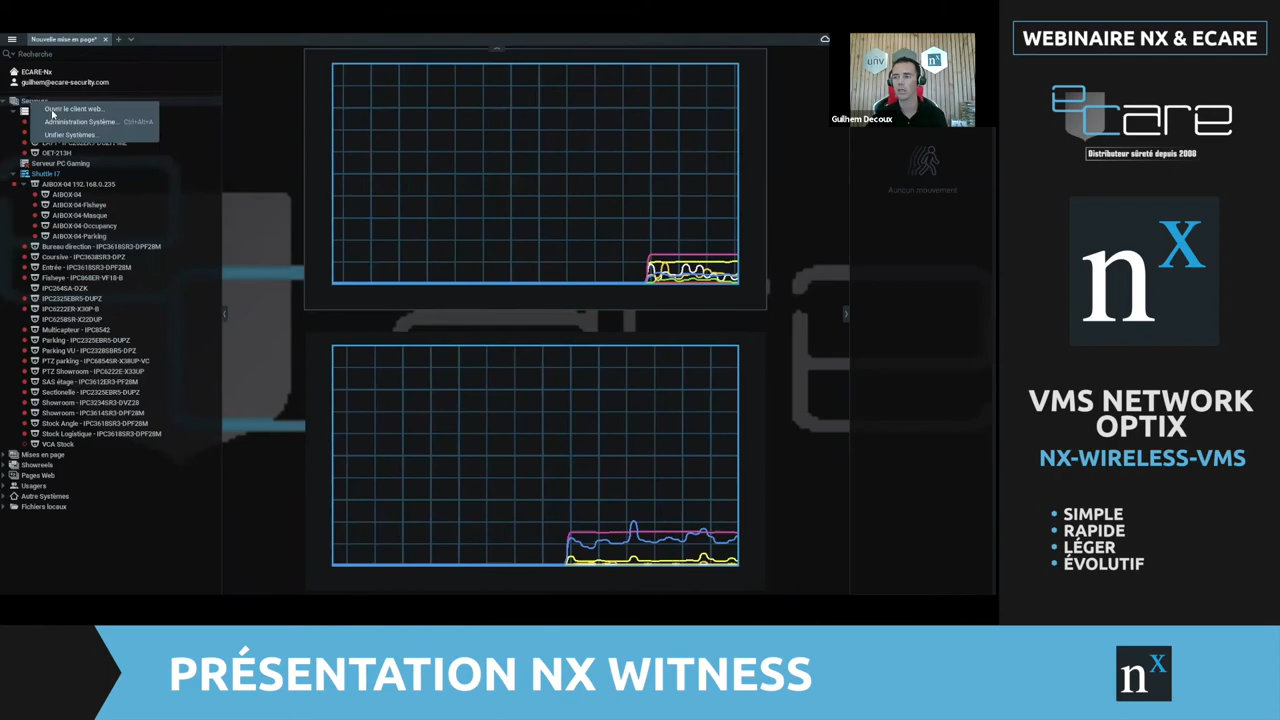 Nouvelle mise en page*
Recherche
ECARE-Nx
guilhem@ecare-security.com
Serveurs
Ouvrir le client web...
Administration Système... Ctrl+Alt+A
Unifier Systèmes...
OET-213H
Serveur PC Gaming
Shuttle I7
AIBOX-04 192.168.0.235
AIBOX-04
AIBOX-04-Fisheye
AIBOX-04-Masque
AIBOX-04-Occupancy
AIBOX-04-Parking
Bureau direction - IPC3618SR3-DPF28M
Coursive - IPC3638SR3-DPZ
Entrée - IPC3618SR3-DPF28M
Fisheye - IPC868ER-VF18-B
IPC264SA-DZK
IPC2325EBR5-DUPZ
IPC6222ER-X30P-B
IPC6258SR-X22DUP
Multicapteur - IPC8542
Parking - IPC2325EBR5-DUPZ
Parking VU - IPC2328SBR5-DPZ
PTZ parking - IPC6854SR-X38UP-VC
PTZ Showroom - IPC6222E-X33UP
SAS étage - IPC3612ER3-PF28M
Sectionelle - IPC2325EBR5-DUPZ
Showroom - IPC3234SR3-DVZ28
Showroom - IPC3614SR3-DPF28M
Stock Angle - IPC3618SR3-DPF28M
Stock Logistique - IPC3618SR3-DPF28M
VCA Stock
Mises en page
Showreels
Pages Web
Usagers
Autre Systèmes
Fichiers locaux
unv
nx
Guilhem Decoux
Aucun mouvement
WEBINAIRE NX & ECARE
ecare
Distributeur sûreté depuis 2008
nx
VMS NETWORK
OPTIX
NX-WIRELESS-VMS
• SIMPLE
• RAPIDE
• LÉGER
• ÉVOLUTIF
PRÉSENTATION NX WITNESS
nx